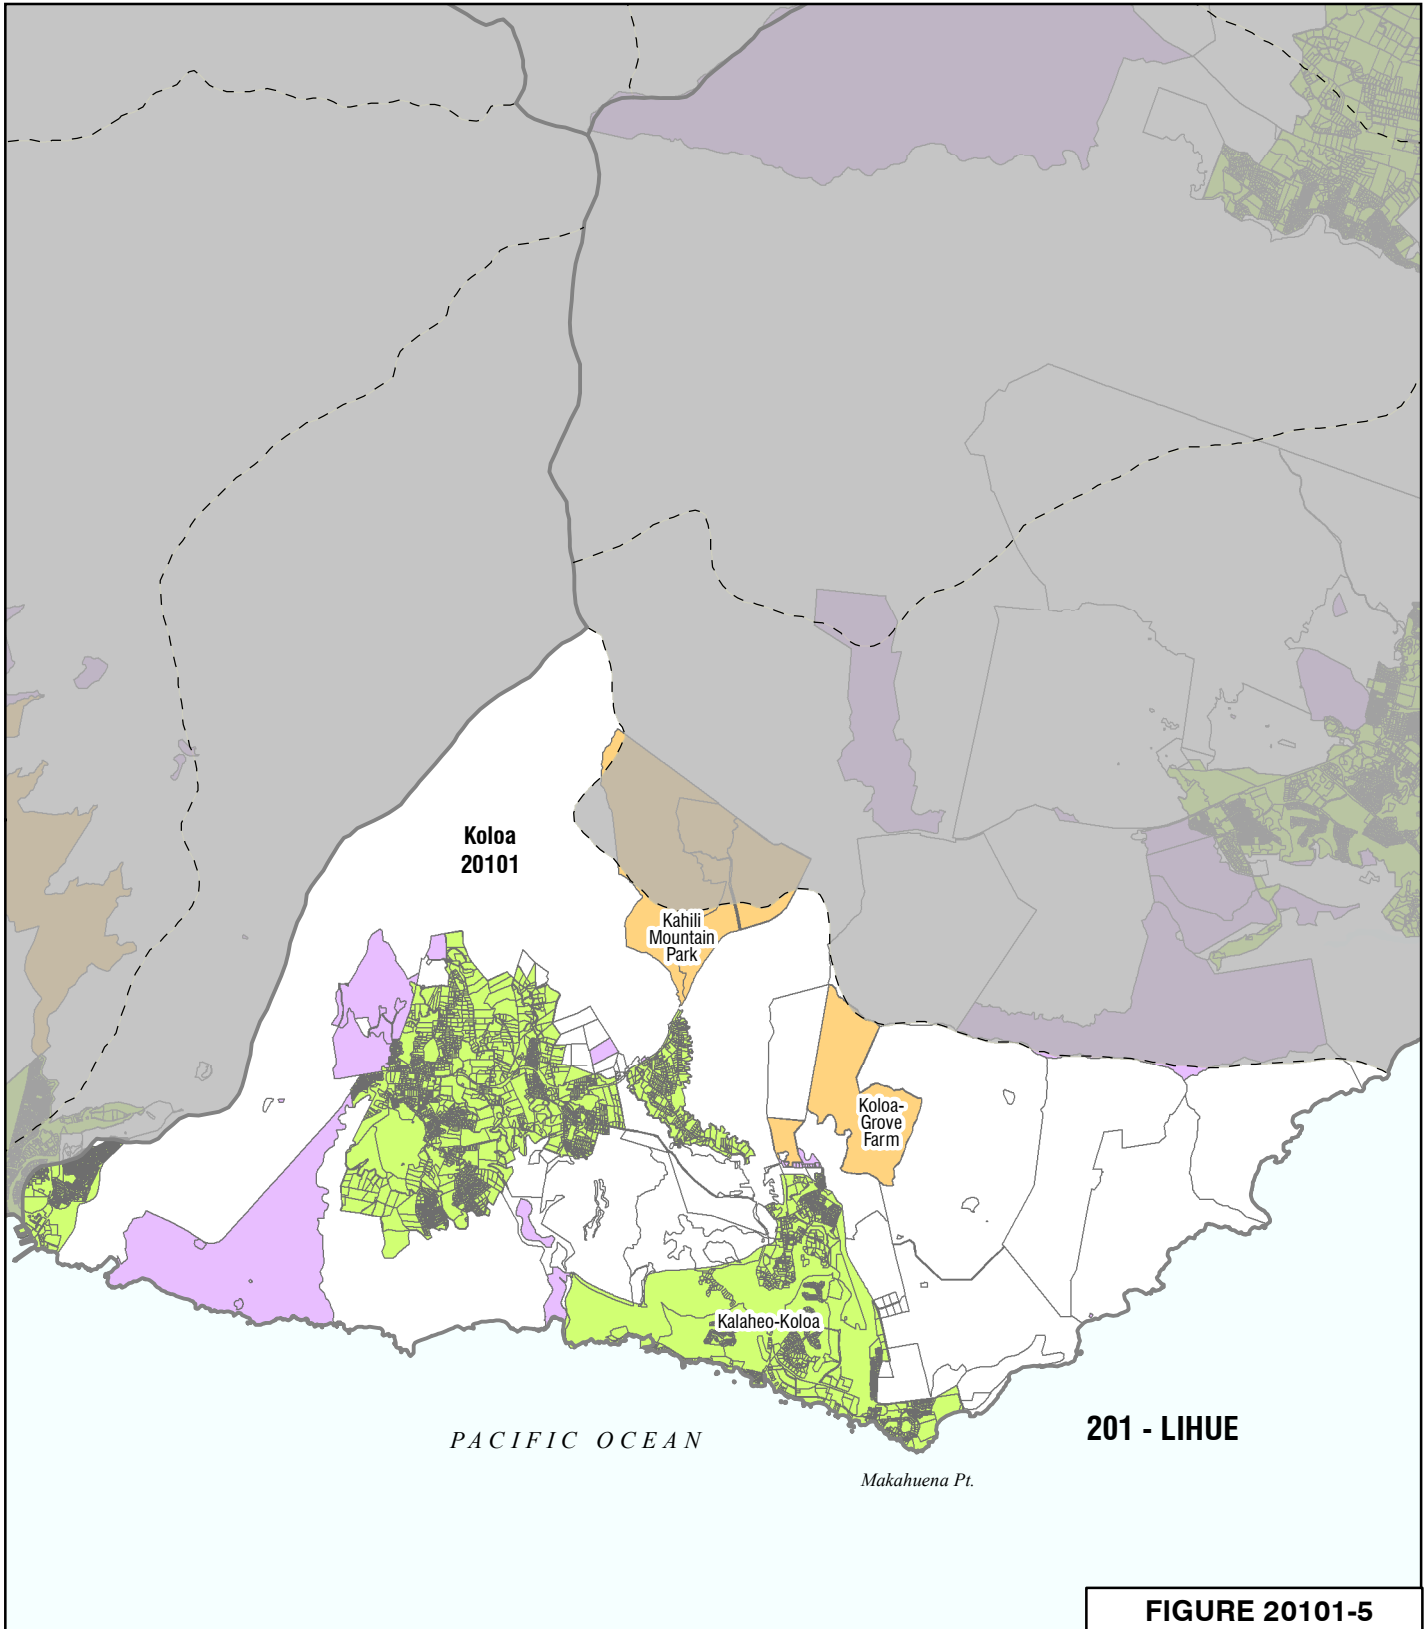 Koloa
20101
Kahili
Mountain
Park
Koloa-
Grove
Farm
Kalaheo-Koloa
PACIFIC OCEAN
201 - LIHUE
Makahuena Pt.
FIGURE 20101-5